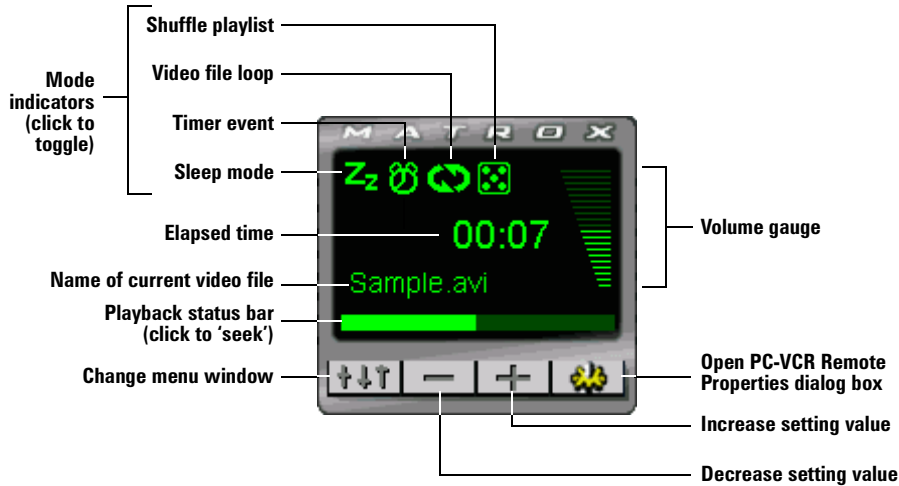 Shuffle playlist
Video file loop
Mode
indicators
(click to
toggle)
Timer event
Sleep mode
MATROX
Zz
Elapsed time
00:07
Volume gauge
Name of current video file
Sample.avi
Playback status bar
(click to ‘seek’)
Change menu window
Open PC-VCR Remote
Properties dialog box
Increase setting value
Decrease setting value